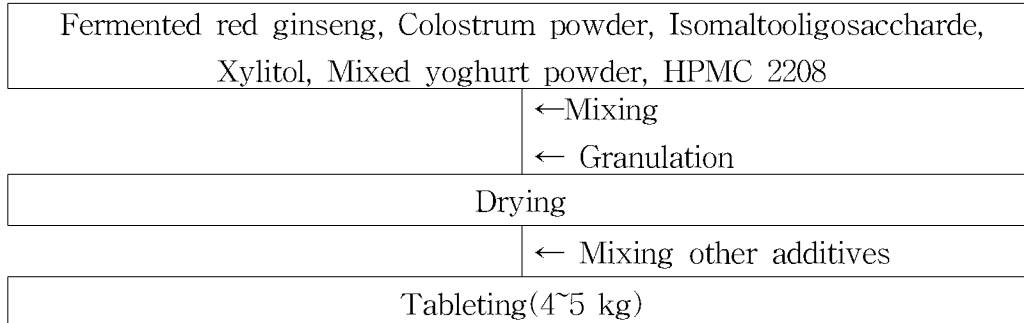 Fermented red ginseng, Colostrum powder, Isomaltooligosaccharde,
Xylitol, Mixed yoghurt powder, HPMC 2208
←Mixing
← Granulation
Drying
← Mixing other additives
Tableting(4~5 kg)